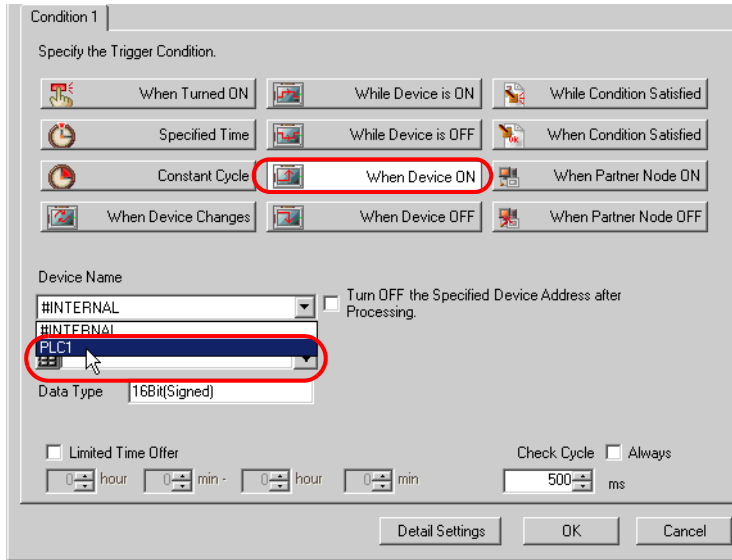 Condition 1
Specify the Trigger Condition.
When Turned ON While Device is ON While Condition Satisfied
Specified Time While Device is OFF When Condition Satisfied
Constant Cycle When Device ON When Partner Node ON
When Device Changes When Device OFF When Partner Node OFF
Device Name
#INTERNAL Turn OFF the Specified Device Address after
Processing.
#INTERNAL
PLC1
Data Type 16Bit(Signed)
Limited Time Offer Check Cycle Always
0 hour 0 min - 0 hour 0 min 500 ms
Detail Settings OK Cancel